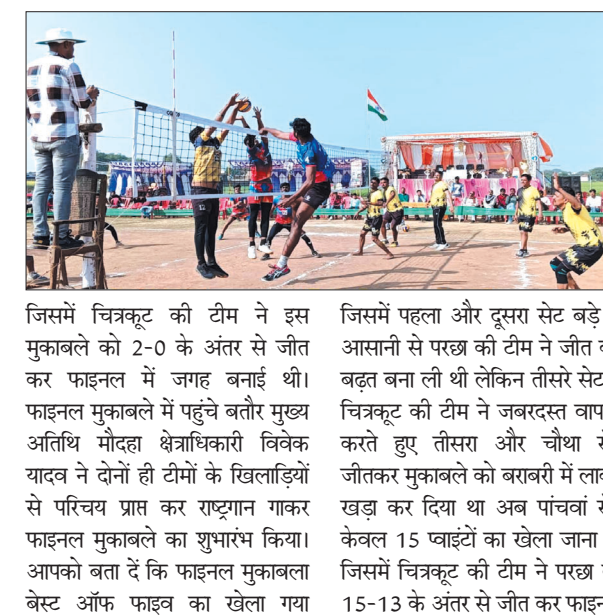 जिसमें चित्रकूट की टीम ने इस
मुकाबले को 2-0 के अंतर से जीत
कर फाइनल में जगह बनाई थी।
फाइनल मुकाबले में पहुंचे बतौर मुख्य
अतिथि मौदहा क्षेत्राधिकारी विवेक
यादव ने दोनों ही टीमों के खिलाड़ियों
से परिचय प्राप्त कर राष्ट्रगान गाकर
फाइनल मुकाबले का शुभारंभ किया।
आपको बता दें कि फाइनल मुकाबला
बेस्ट ऑफ फाइव का खेला गया
जिसमें पहला और दूसरा सेट बड़े
आसानी से परछा की टीम ने जीत
बढ़त बना ली थी लेकिन तीसरे सेट
चित्रकूट की टीम ने जबरदस्त
करते हुए तीसरा और चौथा
जीतकर मुकाबले को बराबरी में
खड़ा कर दिया था अब पांचवां
केवल 15 प्वाइंटों का खेला जाना
जिसमें चित्रकूट की टीम ने परछा
15-13 के अंतर से जीत कर